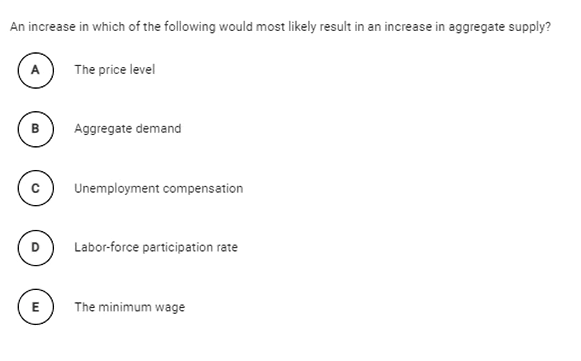 An increase in which of the following would most likely result in an increase in aggregate supply?
A The price level
B Aggregate demand
C Unemployment compensation
D Labor-force participation rate
E The minimum wage